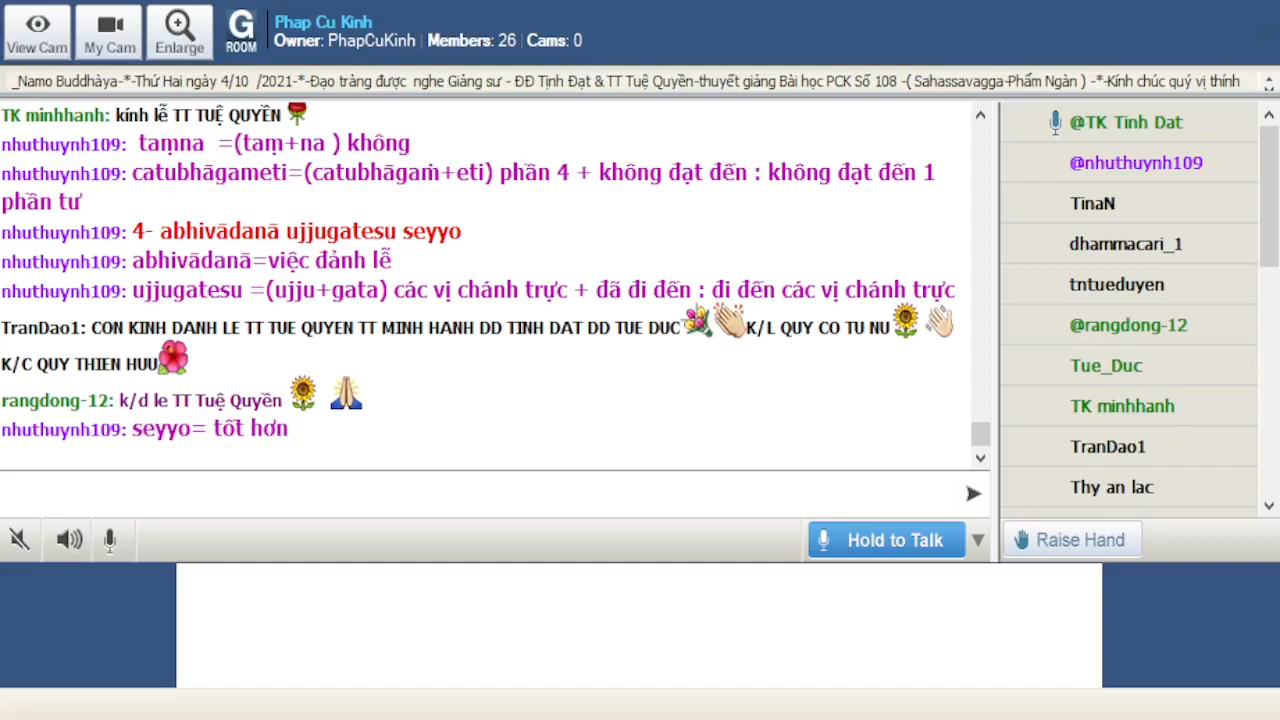 View Cam
My Cam
Enlarge
G
ROOM
Phap Cu Kinh
Owner: PhapCuKinh | Members: 26 | Cams: 0
_Namo Buddhàya-*-Thứ Hai ngày 4/10 /2021-*-Đạo tràng được nghe Giảng sư - ĐĐ Tịnh Đạt & TT Tuệ Quyền-thuyết giảng Bài học PCK Số 108 -( Sahassavagga-Phẩm Ngàn ) -*-Kính chúc quý vị thính
TK minhhanh: kính lễ TT TUỆ QUYỀN
nhuthuynh109: taṃna =(taṃ+na ) không
nhuthuynh109: catubhāgameti=(catubhāgaṁ+eti) phần 4 + không đạt đến : không đạt đến 1
phần tư
nhuthuynh109: 4- abhivādanā ujjugatesu seyyo
nhuthuynh109: abhivādanā=việc đảnh lễ
nhuthuynh109: ujjugatesu =(ujju+gata) các vị chánh trực + đã đi đến : đi đến các vị chánh trực
TranDao1: CON KINH DANH LE TT TUE QUYEN TT MINH HANH DD TINH DAT DD TUE DUC K/L QUY CO TU NU
K/C QUY THIEN HUU
rangdong-12: k/d le TT Tuệ Quyền
nhuthuynh109: seyyo= tốt hơn
@TK Tinh Dat
@nhuthuynh109
TinaN
dhammacari_1
tntueduyen
@rangdong-12
Tue_Duc
TK minhhanh
TranDao1
Thy an lac
Hold to Talk
Raise Hand